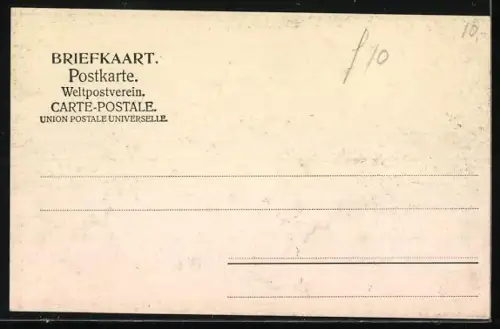 10,-
f 10
BRIEFKAART.
Postkarte.
Weltpostverein.
CARTE-POSTALE.
UNION POSTALE UNIVERSELLE.